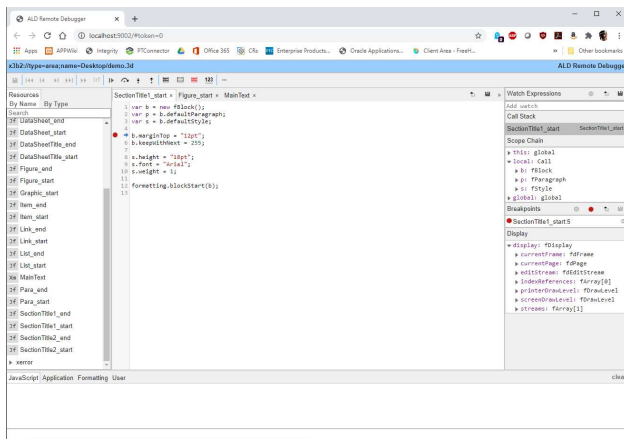 ALD Remote Debugger
localhost:9002/#token=0
Apps
APPWiki
Integrity
PTConnector
Office 365
CRs
Enterprise Products...
Oracle Applications...
Client Area - FreeH...
Other bookmarks
x3b2://type=area;name=Desktop/demo.3d
ALD Remote Debugge
123
Resources
By Name By Type
Search
DataSheet_end
DataSheet_start
DataSheetTitle_end
DataSheetTitle_start
Figure_end
Figure_start
Graphic_start
Item_end
Item_start
Link_end
Link_start
List_end
List_start
MainText
Para_end
Para_start
SectionTitle1_end
SectionTitle1_start
SectionTitle2_end
SectionTitle2_start
xerror
SectionTitle1_start × Figure_start × MainText ×
1 var b = new fBlock();
2 var p = b.defaultParagraph;
3 var s = b.defaultStyle;
4
b.marginTop = "12pt";
6 b.keepWithNext = 255;
7
8 s.height = "18pt";
9 s.font = "Arial";
10 s.weight = 1;
11
12 formatting.blockStart(b);
13
Watch Expressions
Add watch
Call Stack
SectionTitle1_start SectionTitle1_start
Scope Chain
this: global
local: Call
b: fBlock
p: fParagraph
s: fStyle
global: global
Breakpoints
SectionTitle1_start:5
Display
display: fDisplay
currentFrame: fdFrame
currentPage: fdPage
editStream: fdEditStream
indexReferences: fArray[0]
printerDrawLevel: fDrawLevel
screenDrawLevel: fDrawLevel
streams: fArray[1]
JavaScript Application Formatting User
clea